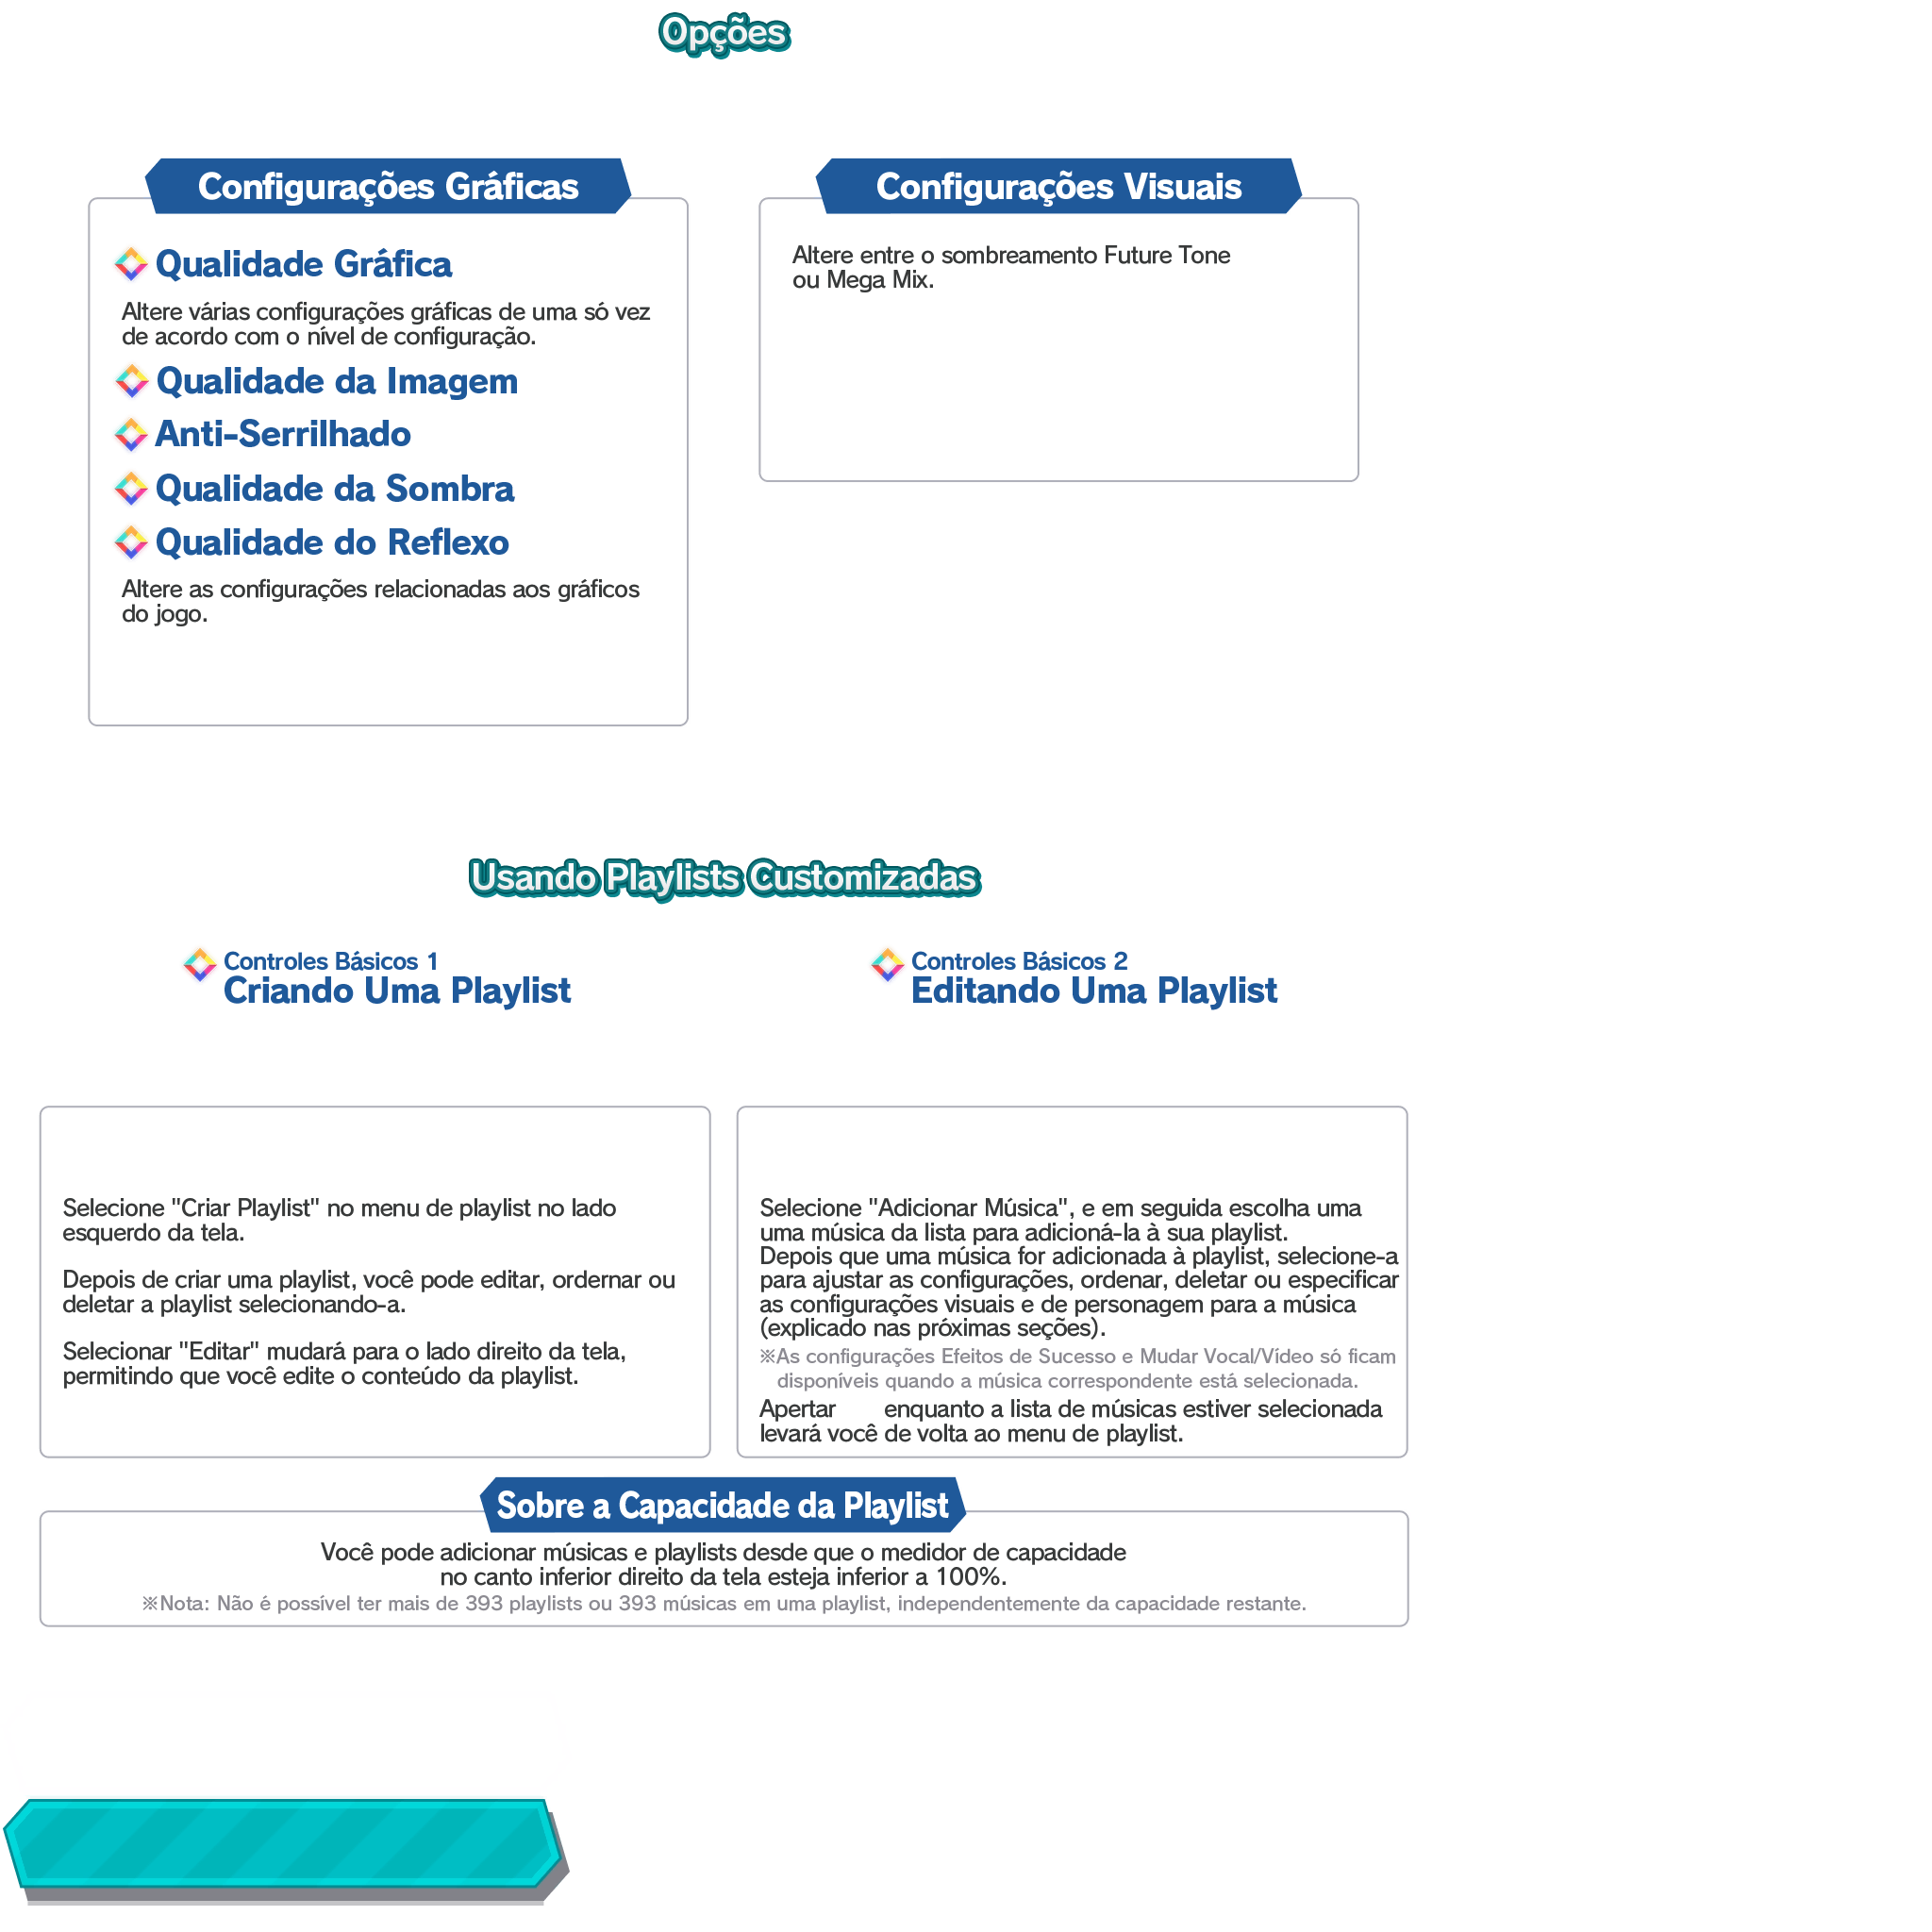 Opções
Configurações Gráficas
Qualidade Gráfica
Altere várias configurações gráficas de uma só vez
de acordo com o nível de configuração.
Qualidade da Imagem
Anti-Serrilhado
Qualidade da Sombra
Qualidade do Reflexo
Altere as configurações relacionadas aos gráficos
do jogo.
Configurações Visuais
Altere entre o sombreamento Future Tone
ou Mega Mix.
Usando Playlists Customizadas
Controles Básicos 1
Criando Uma Playlist
Selecione "Criar Playlist" no menu de playlist no lado
esquerdo da tela.
Depois de criar uma playlist, você pode editar, ordernar ou
deletar a playlist selecionando-a.
Selecionar "Editar" mudará para o lado direito da tela,
permitindo que você edite o conteúdo da playlist.
Controles Básicos 2
Editando Uma Playlist
Selecione "Adicionar Música", e em seguida escolha uma
uma música da lista para adicioná-la à sua playlist.
Depois que uma música for adicionada à playlist, selecione-a
para ajustar as configurações, ordenar, deletar ou especificar
as configurações visuais e de personagem para a música
(explicado nas próximas seções).
※As configurações Efeitos de Sucesso e Mudar Vocal/Vídeo só ficam
disponíveis quando a música correspondente está selecionada.
Apertar enquanto a lista de músicas estiver selecionada
levará você de volta ao menu de playlist.
Sobre a Capacidade da Playlist
Você pode adicionar músicas e playlists desde que o medidor de capacidade
no canto inferior direito da tela esteja inferior a 100%.
※Nota: Não é possível ter mais de 393 playlists ou 393 músicas em uma playlist, independentemente da capacidade restante.